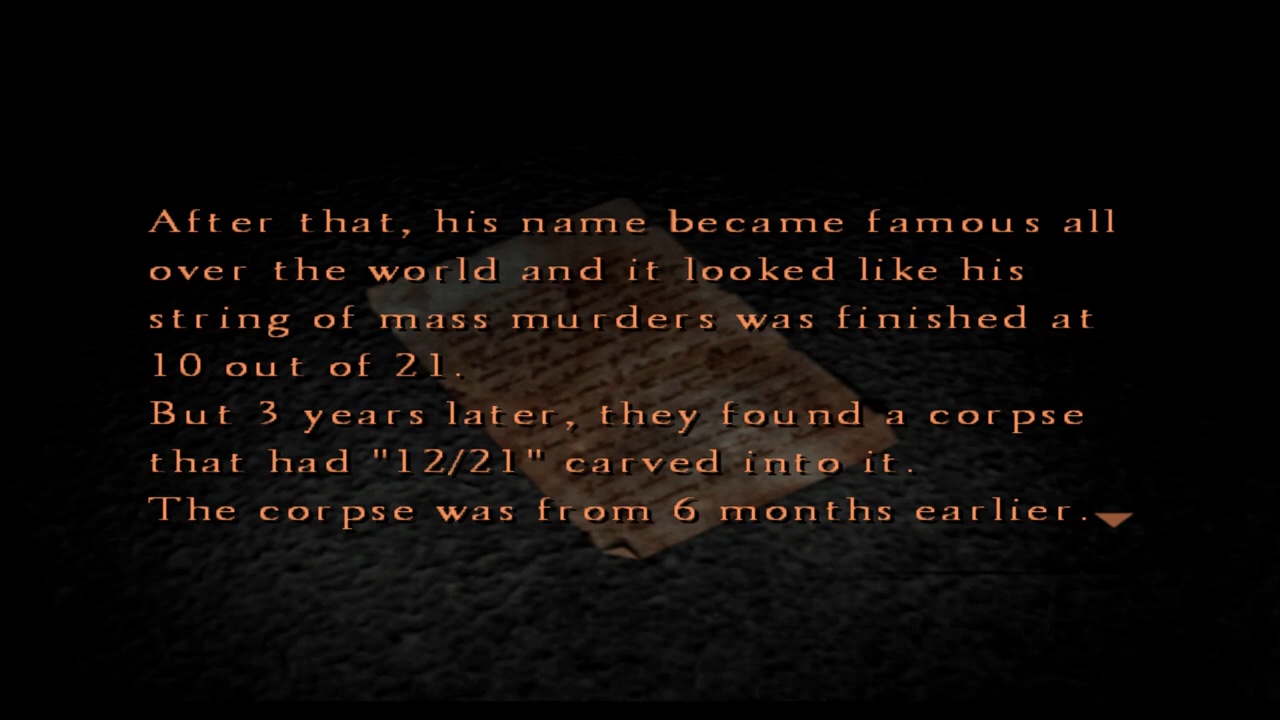 After that, his name became famous all
over the world and it looked like his
string of mass murders was finished at
10 out of 21.
But 3 years later, they found a corpse
that had "12/21" carved into it.
The corpse was from 6 months earlier.